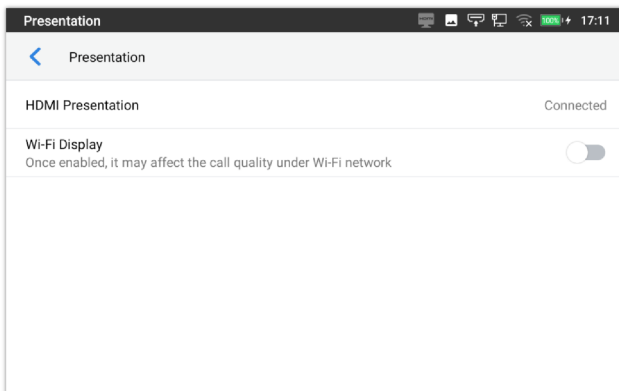 Presentation
100%
17:11
Presentation
HDMI Presentation
Connected
Wi-Fi Display
Once enabled, it may affect the call quality under Wi-Fi network